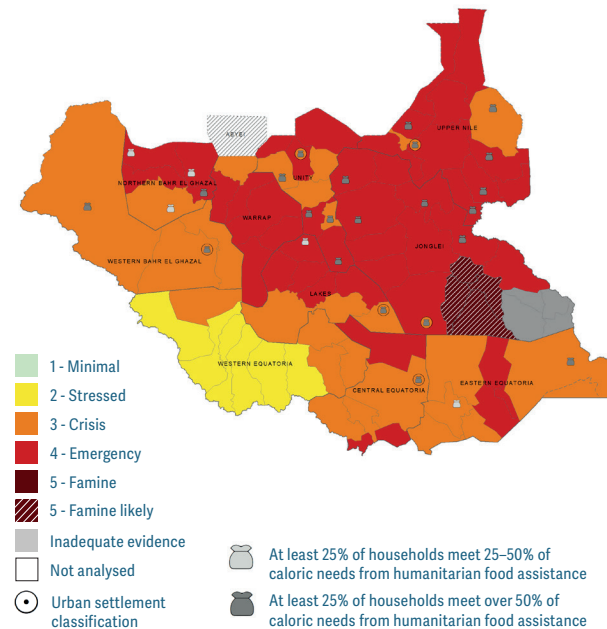 UPPER NILE
ABYEI
UNITY
NORTHERN BAHR EL GHAZAL
WARRAP
JONGLEI
WESTERN BAHR EL GHAZAL
LAKES
WESTERN EQUATORIA
CENTRAL EQUATORIA
EASTERN EQUATORIA
1 - Minimal
2 - Stressed
3 - Crisis
4 - Emergency
5 - Famine
5 - Famine likely
Inadequate evidence
Not analysed
Urban settlement
classification
At least 25% of households meet 25–50% of
caloric needs from humanitarian food assistance
At least 25% of households meet over 50% of
caloric needs from humanitarian food assistance